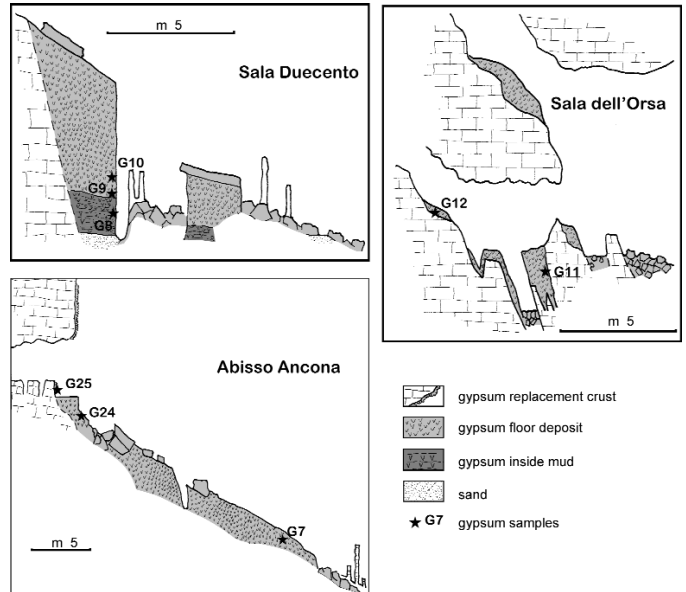 m 5
Sala Duecento
G10
G9
G8
Sala dell'Orsa
G12
G11
m 5
Abisso Ancona
G25
G24
G7
m 5
gypsum replacement crust
gypsum floor deposit
gypsum inside mud
sand
G7 gypsum samples